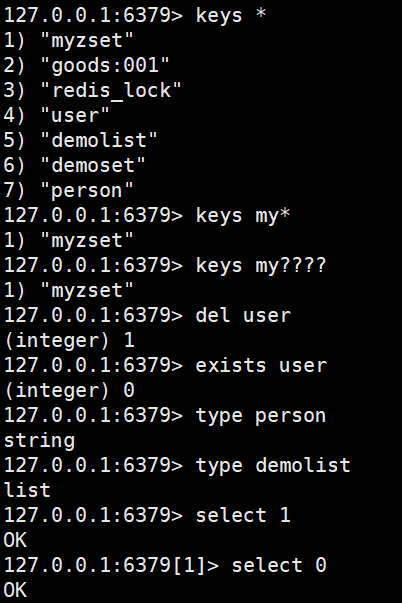 127.0.0.1:6379> keys *
1) "myzset"
2) "goods:001"
3) "redis_lock"
4) "user"
5) "demolist"
6) "demoset"
7) "person"
127.0.0.1:6379> keys my*
1) "myzset"
127.0.0.1:6379> keys my????
1) "myzset"
127.0.0.1:6379> del user
(integer) 1
127.0.0.1:6379> exists user
(integer) 0
127.0.0.1:6379> type person
string
127.0.0.1:6379> type demolist
list
127.0.0.1:6379> select 1
OK
127.0.0.1:6379[1]> select 0
OK